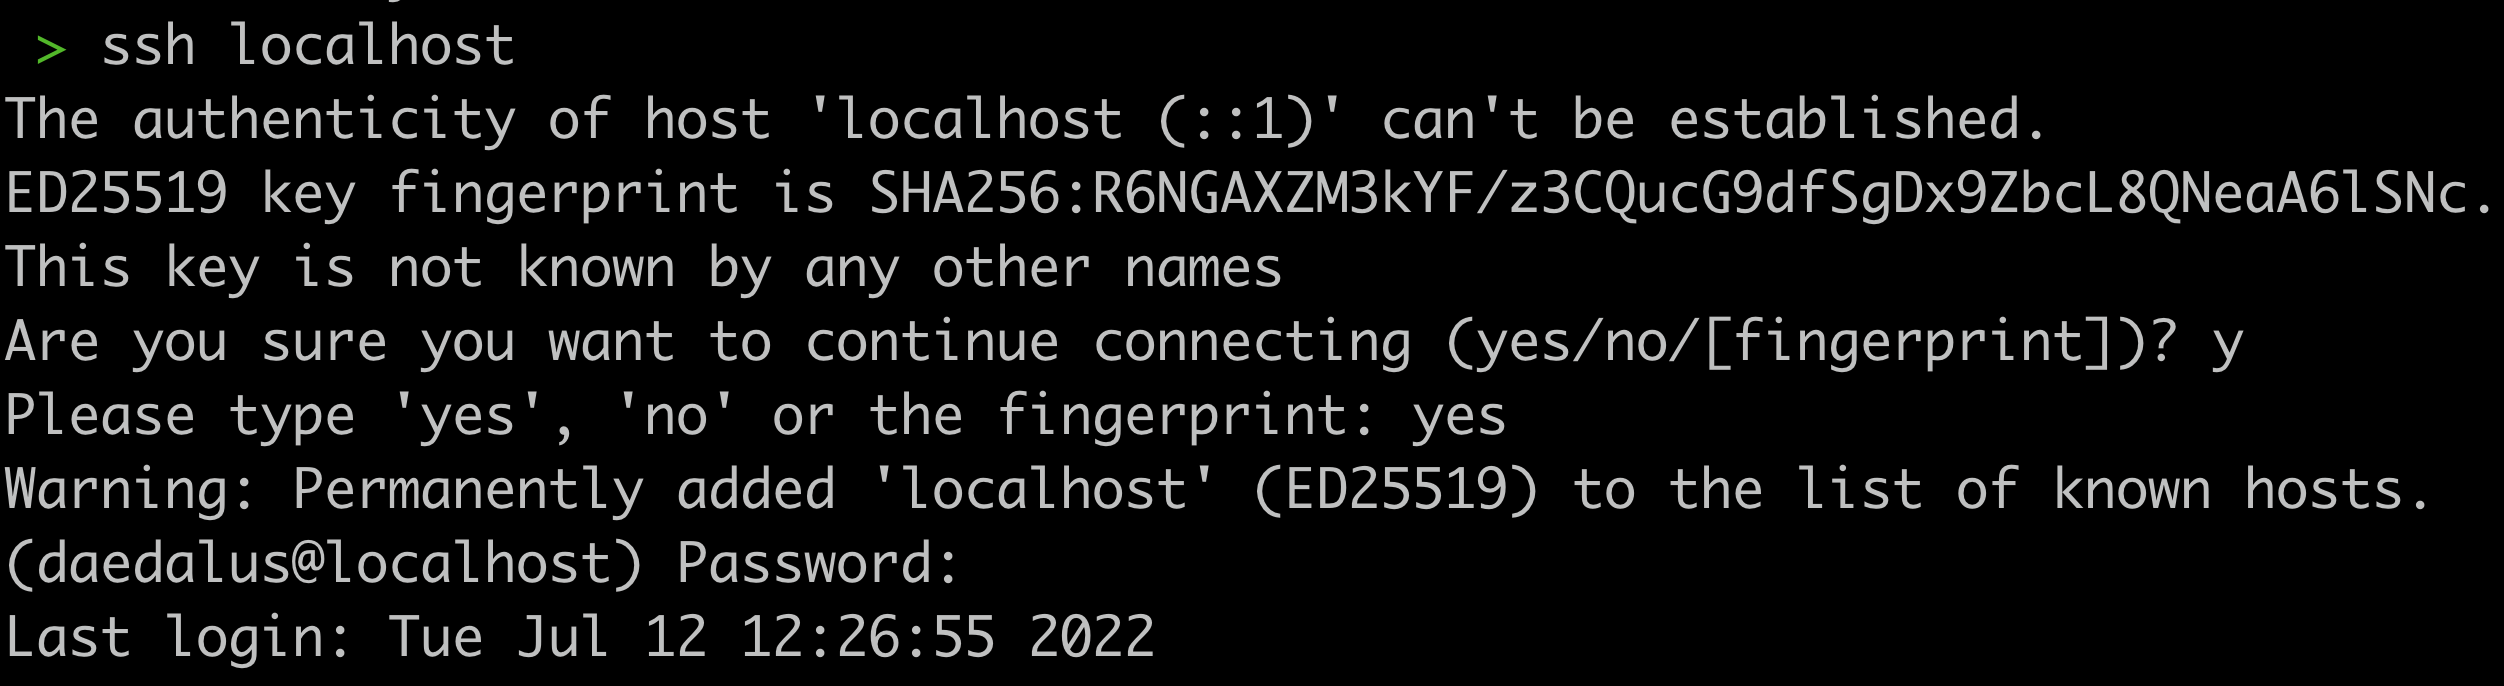 > ssh localhost
The authenticity of host 'localhost (::1)' can't be established.
ED25519 key fingerprint is SHA256:R6NGAXZM3kYF/z3CQucG9dfSgDx9ZbcL8QNeaA6lSNc.
This key is not known by any other names
Are you sure you want to continue connecting (yes/no/[fingerprint])? y
Please type 'yes', 'no' or the fingerprint: yes
Warning: Permanently added 'localhost' (ED25519) to the list of known hosts.
(daedalus@localhost) Password:
Last login: Tue Jul 12 12:26:55 2022